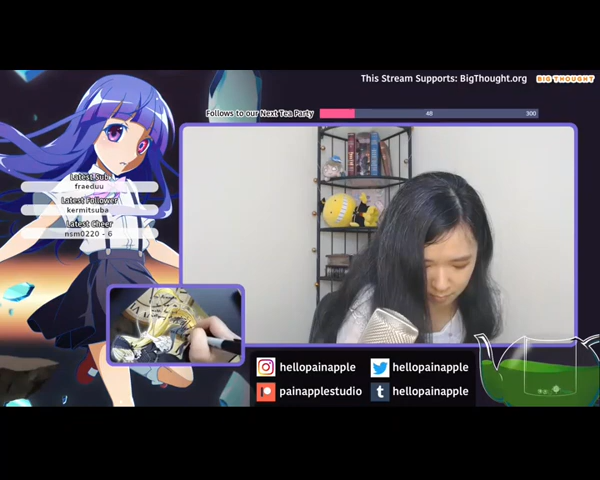 This Stream Supports: BigThought.org
BIG THOUGHT
Follows to our Next Tea Party
48
300
Latest Sub
fraeduu
Latest Follower
kermitsuba
Latest Cheer
nsm0220 - 6
hellopainapple
hellopainapple
painapplestudio
hellopainapple